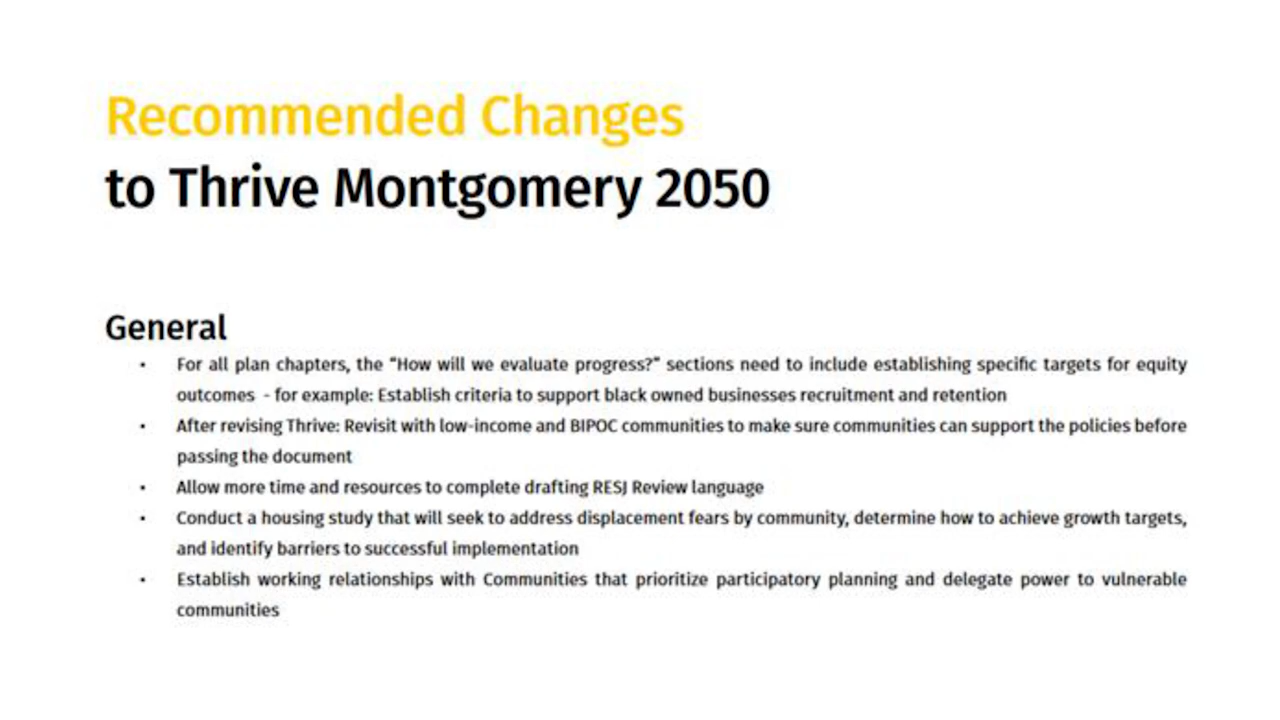 Recommended Changes
to Thrive Montgomery 2050
General
• For all plan chapters, the "How will we evaluate progress?" sections need to include establishing specific targets for equity
outcomes - for example: Establish criteria to support black owned businesses recruitment and retention
• After revising Thrive: Revisit with low-income and BIPOC communities to make sure communities can support the policies before
passing the document
• Allow more time and resources to complete drafting RESJ Review language
• Conduct a housing study that will seek to address displacement fears by community, determine how to achieve growth targets,
and identify barriers to successful implementation
• Establish working relationships with Communities that prioritize participatory planning and delegate power to vulnerable
communities